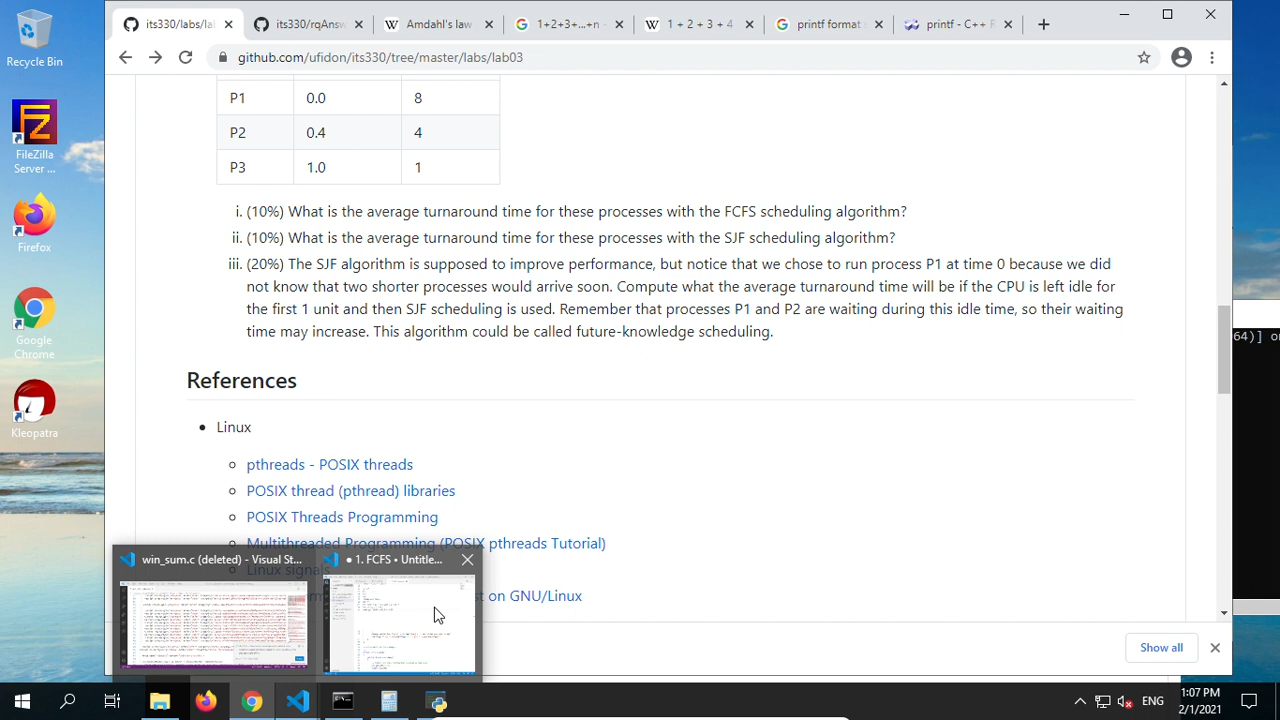 Recycle Bin
FileZilla
Server ...
Firefox
Google
Chrome
Kleopatra
its330/labs/la
its330/rqAnsw
Amdahl's law
1+2+3+...+n -
1 + 2 + 3 + 4
printf format
printf - C++ R
github.com/ufidon/its330/tree/master/labs/lab03
P1 0.0 8
P2 0.4 4
P3 1.0 1
i. (10%) What is the average turnaround time for these processes with the FCFS scheduling algorithm?
ii. (10%) What is the average turnaround time for these processes with the SJF scheduling algorithm?
iii. (20%) The SJF algorithm is supposed to improve performance, but notice that we chose to run process P1 at time 0 because we did
not know that two shorter processes would arrive soon. Compute what the average turnaround time will be if the CPU is left idle for
the first 1 unit and then SJF scheduling is used. Remember that processes P1 and P2 are waiting during this idle time, so their waiting
time may increase. This algorithm could be called future-knowledge scheduling.
64)] on
References
Linux
pthreads - POSIX threads
POSIX thread (pthread) libraries
POSIX Threads Programming
Multithreaded Programming (POSIX pthreads Tutorial)
win_sum.c (deleted) - Visual St...
● 1. FCFS • Untitle...
Linux signals
st on GNU/Linux
Show all
ENG
1:07 PM
2/1/2021